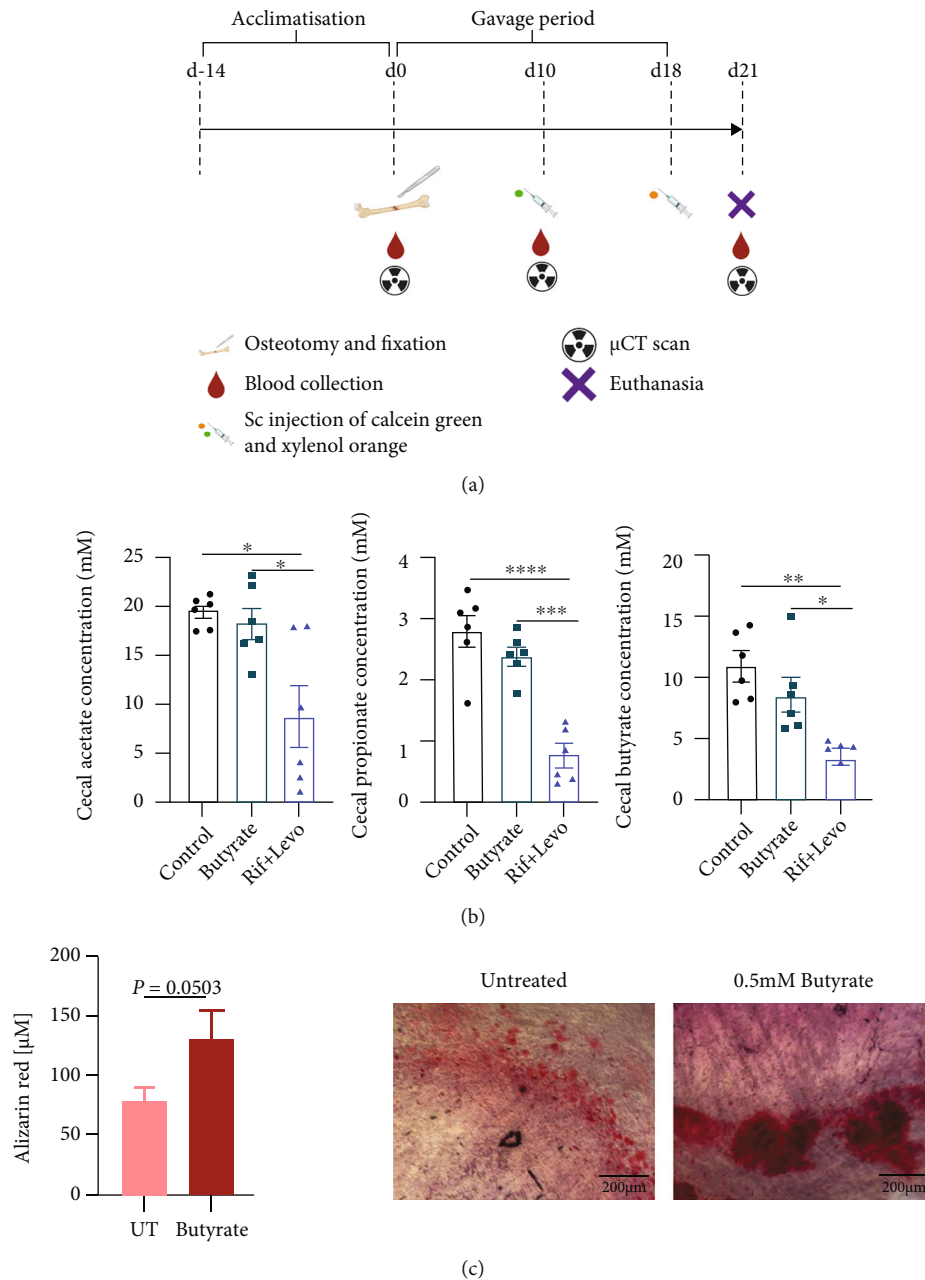 Acclimatisation Gavage period
d-14 d0 d10 d18 d21
Osteotomy and fixation
Blood collection
Sc injection of calcein green
and xylenol orange
μCT scan
Euthanasia
(a)
Cecal acetate concentration (mM)
25
20
15
10
5
0
*
*
Control
Butyrate
Rif+Levo
Cecal propionate concentration (mM)
4
3
2
1
0
****
***
Control
Butyrate
Rif+Levo
Cecal butyrate concentration (mM)
20
15
10
5
0
**
*
Control
Butyrate
Rif+Levo
(b)
Alizarin red [μM]
200
150
100
50
0
P = 0.0503
UT Butyrate
Untreated
200μm
0.5mM Butyrate
200μm
(c)